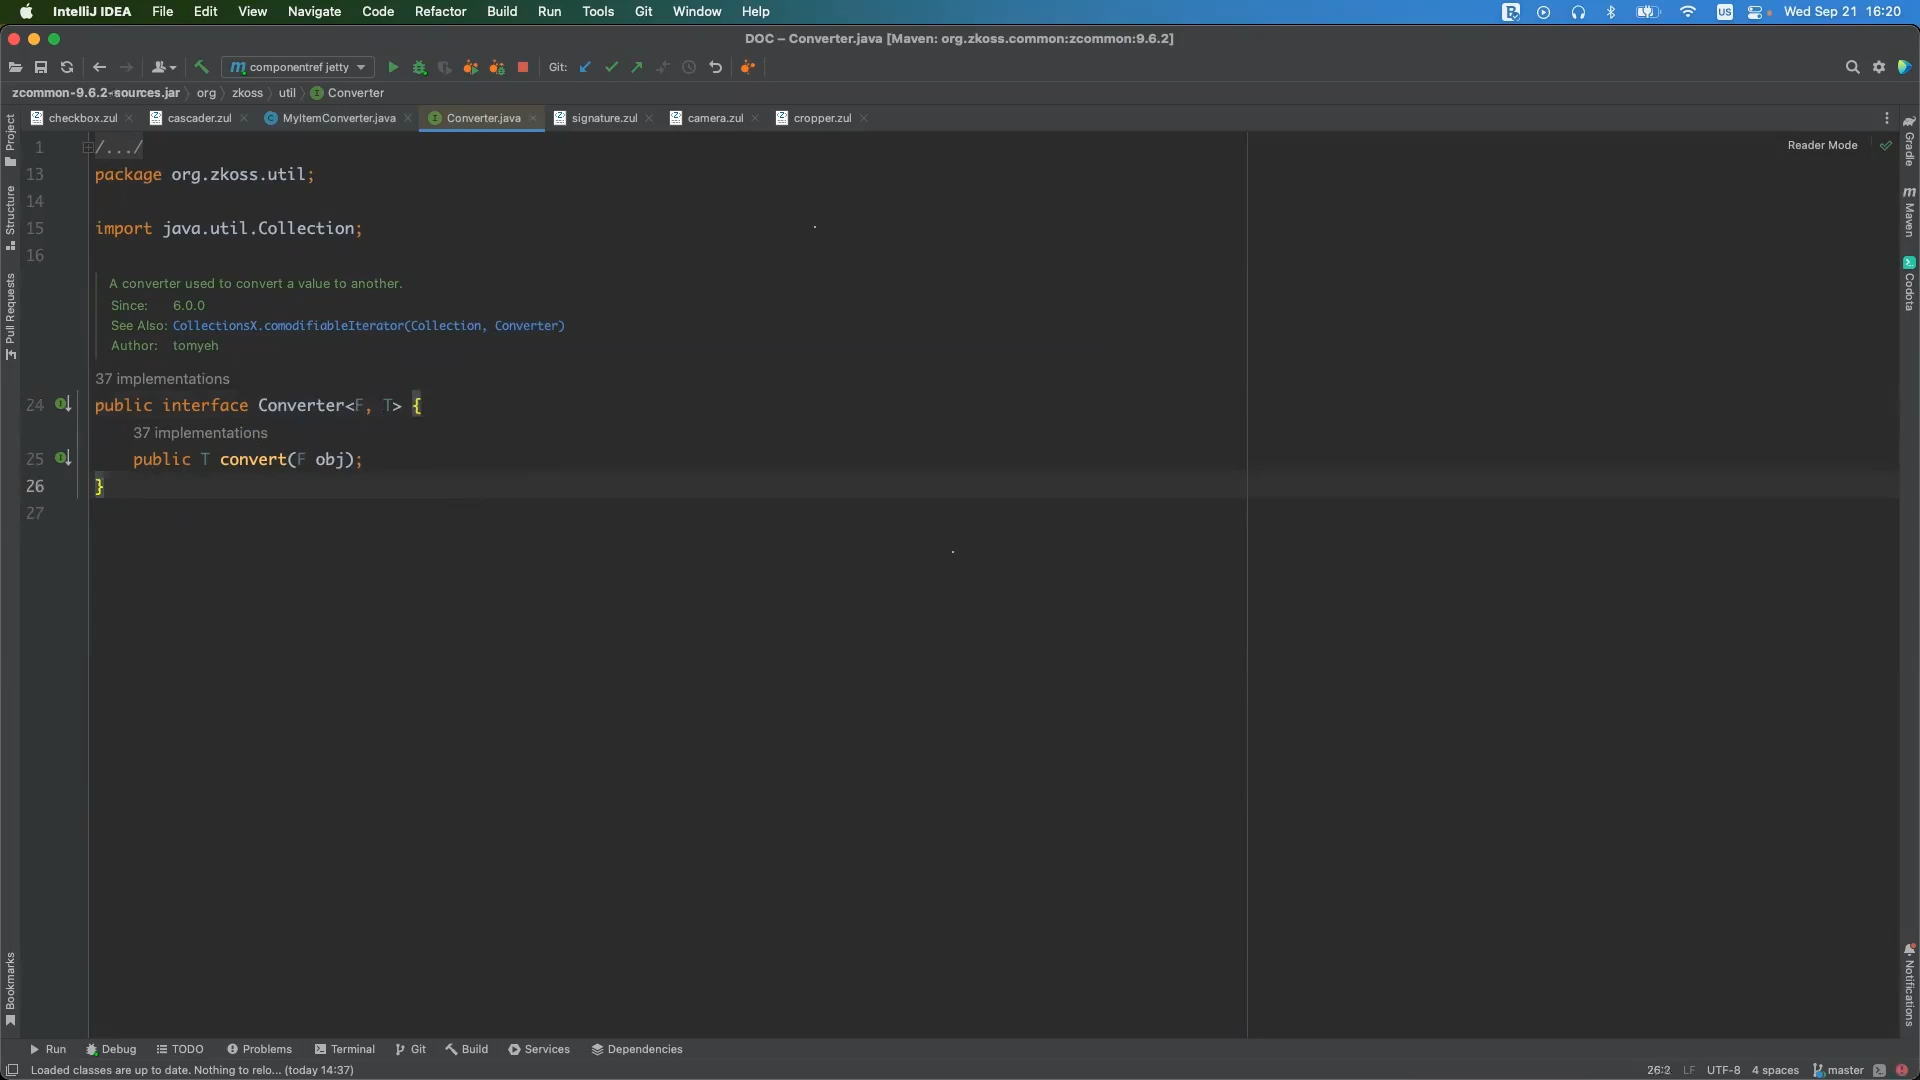 IntelliJ IDEA File Edit View Navigate Code Refactor Build Run Tools Git Window Help US Wed Sep 21 16:20
DOC – Converter.java [Maven: org.zkoss.common:zcommon:9.6.2]
m componentref jetty Git:
zcommon-9.6.2-sources.jar org zkoss util I Converter
checkbox.zul cascader.zul C MyItemConverter.java I Converter.java signature.zul camera.zul cropper.zul
Project
Structure
Pull Requests
Bookmarks
Reader Mode
1 /.../
13 package org.zkoss.util;
14
15 import java.util.Collection;
16
A converter used to convert a value to another.
Since: 6.0.0
See Also: CollectionsX.comodifiableIterator(Collection, Converter)
Author: tomyeh
37 implementations
24 public interface Converter<F, T> {
37 implementations
25 public T convert(F obj);
26 }
27
Gradle
m Maven
Codota
Notifications
Run Debug TODO Problems Terminal Git Build Services Dependencies
Loaded classes are up to date. Nothing to relo... (today 14:37) 26:2 LF UTF-8 4 spaces master